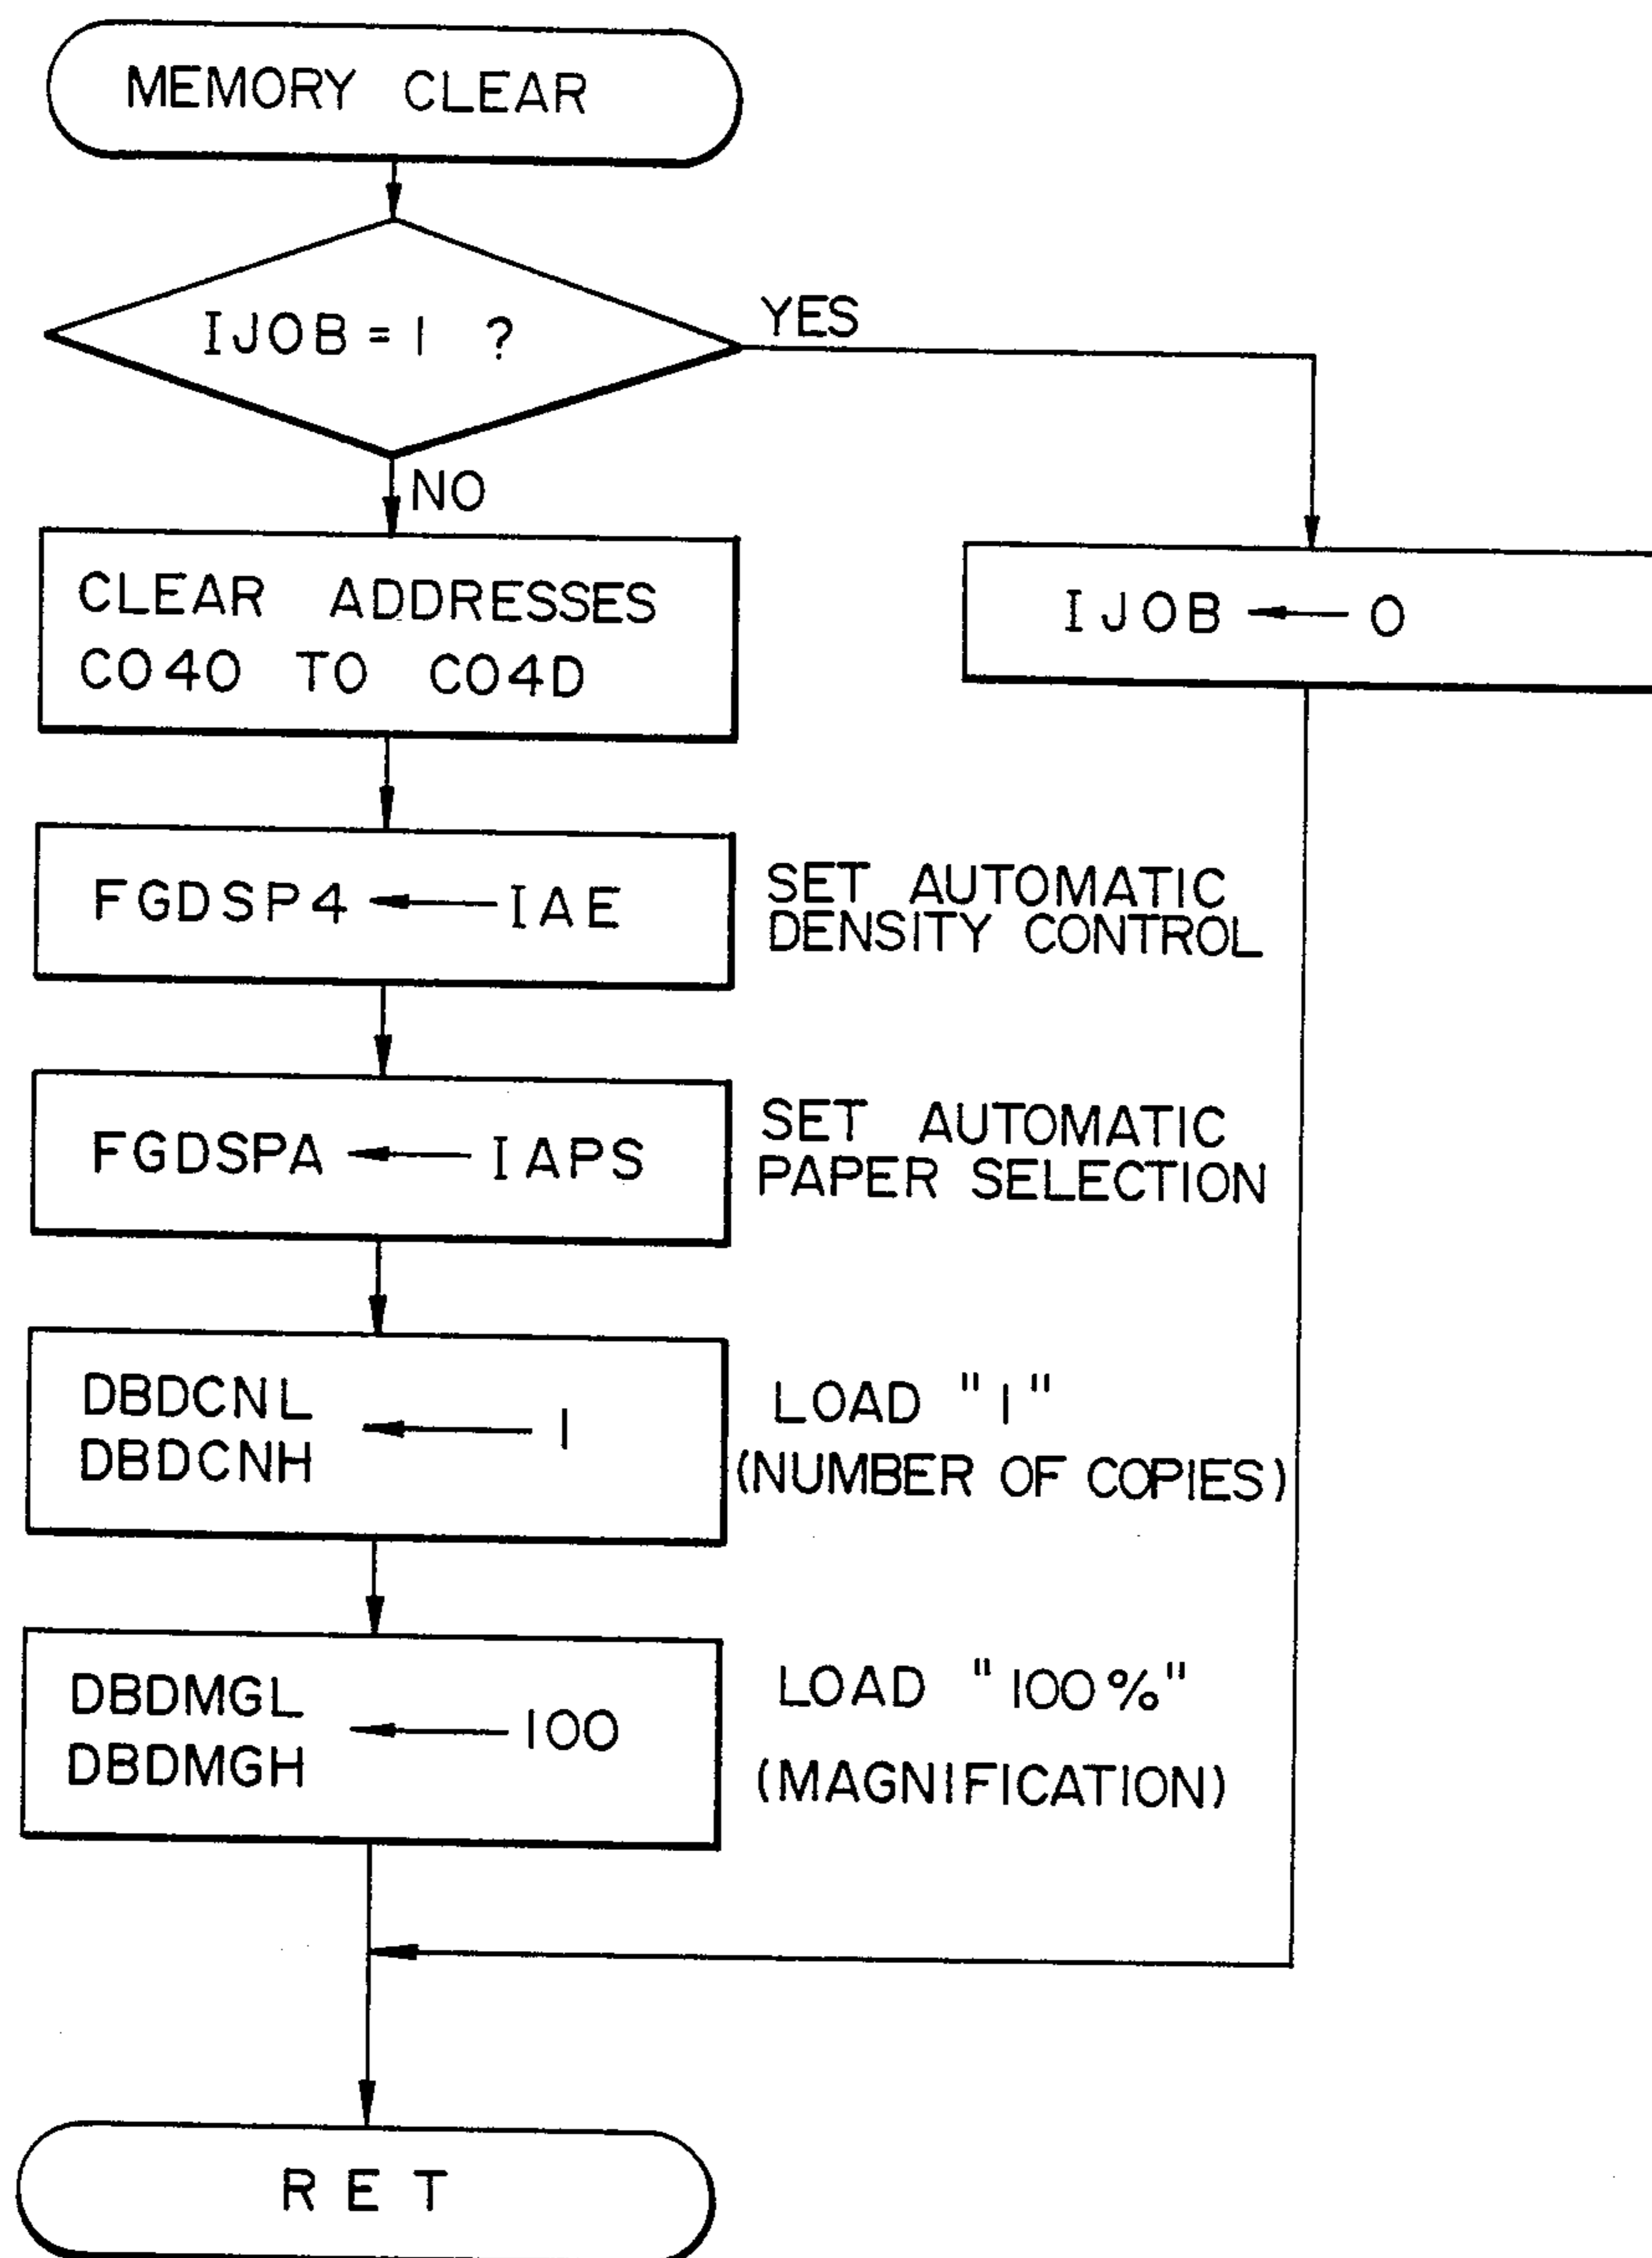 MEMORY CLEAR
IJOB = 1 ?
YES
NO
CLEAR ADDRESSES
C040 TO C04D
IJOB ← 0
FGDSP4 ← IAE
SET AUTOMATIC
DENSITY CONTROL
FGDSPA ← IAPS
SET AUTOMATIC
PAPER SELECTION
DBDCNL
DBDCNH
← 1
LOAD "1"
(NUMBER OF COPIES)
DBDMGL
DBDMGH
← 100
LOAD "100%"
(MAGNIFICATION)
RET